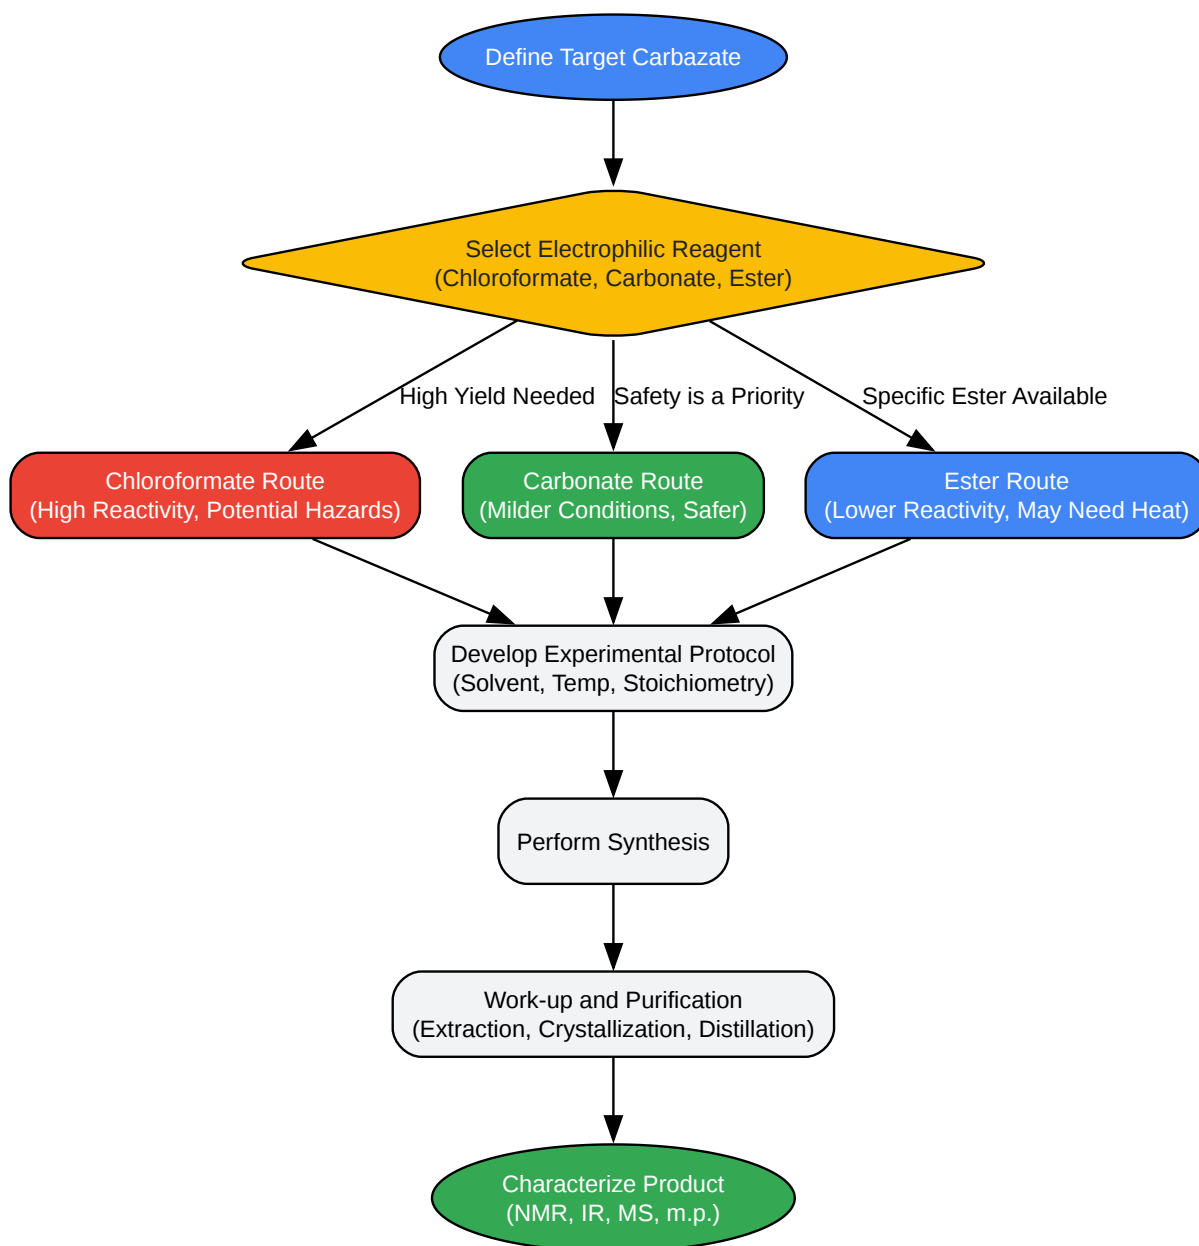 Define Target Carbazate
Select Electrophilic Reagent
(Chloroformate, Carbonate, Ester)
High Yield Needed
Safety is a Priority
Specific Ester Available
Chloroformate Route
(High Reactivity, Potential Hazards)
Carbonate Route
(Milder Conditions, Safer)
Ester Route
(Lower Reactivity, May Need Heat)
Develop Experimental Protocol
(Solvent, Temp, Stoichiometry)
Perform Synthesis
Work-up and Purification
(Extraction, Crystallization, Distillation)
Characterize Product
(NMR, IR, MS, m.p.)